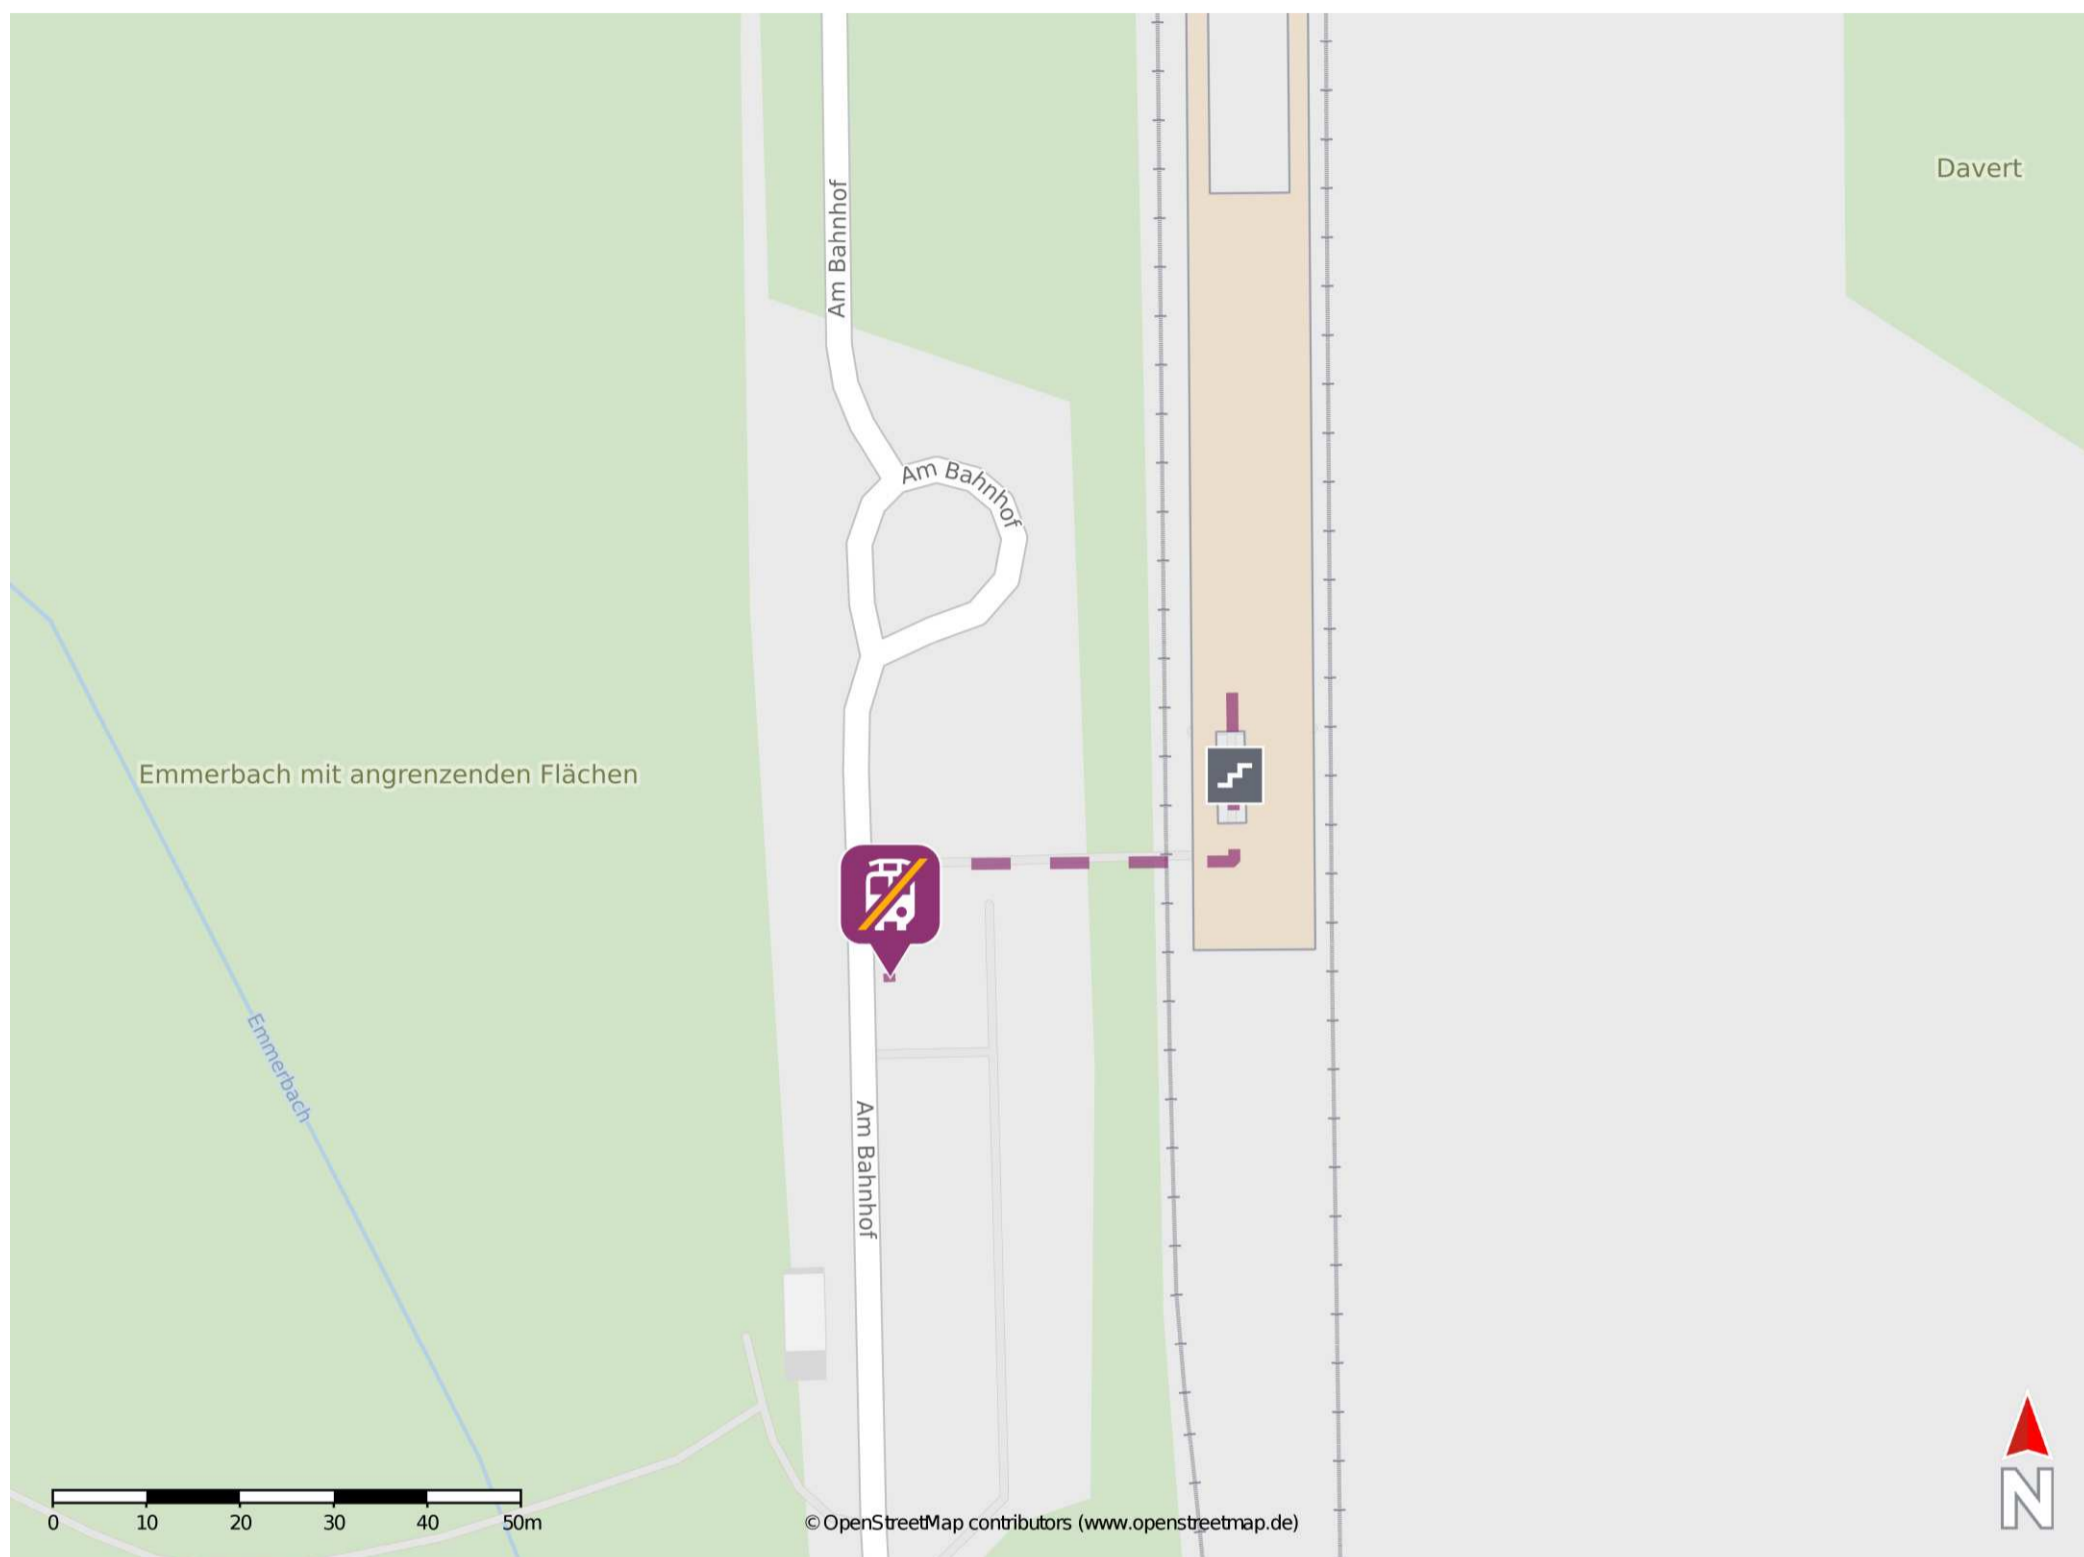 Davert
Am Bahnhof
Am Bahnhof
Emmerbach mit angrenzenden Flächen
Emmerbach
Am Bahnhof
0 10 20 30 40 50m
© OpenStreetMap contributors (www.openstreetmap.de)
N